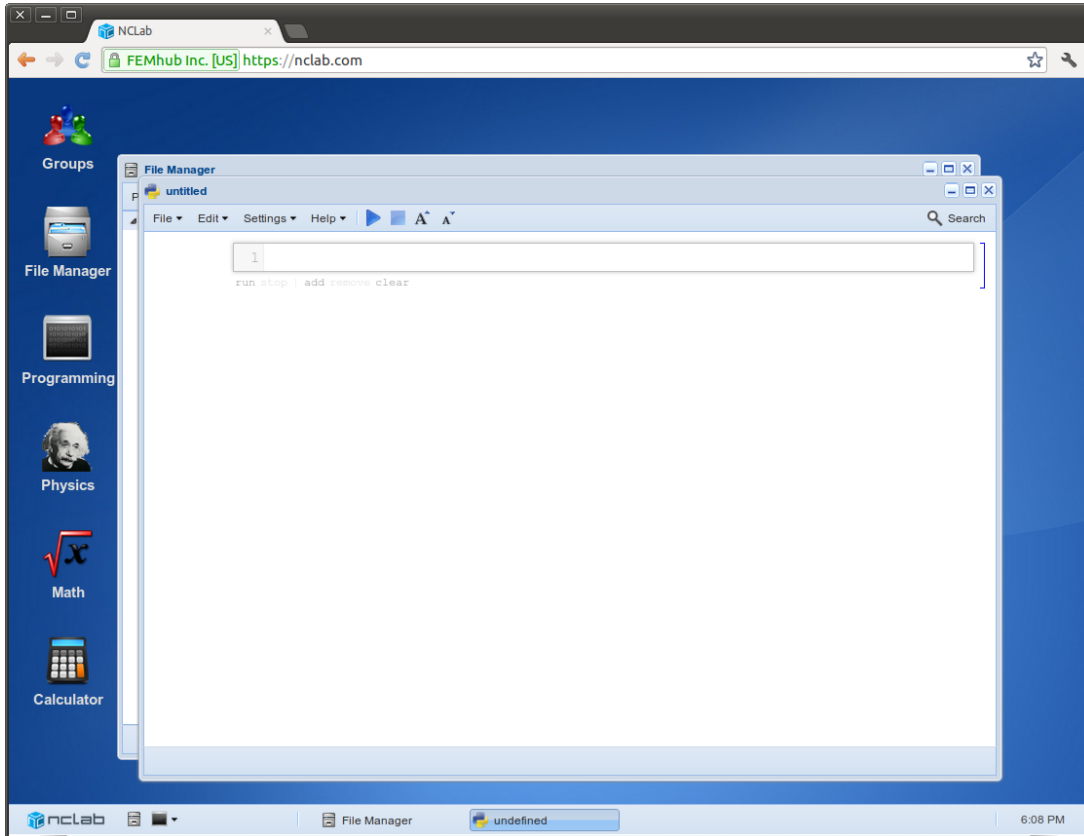 NCLab
FEMhub Inc. [US] https://nclab.com
Groups
File Manager
Programming
Physics
Math
Calculator
File Manager
untitled
File Edit Settings Help A A Search
1
run stop | add remove clear
nclab File Manager undefined 6:08 PM